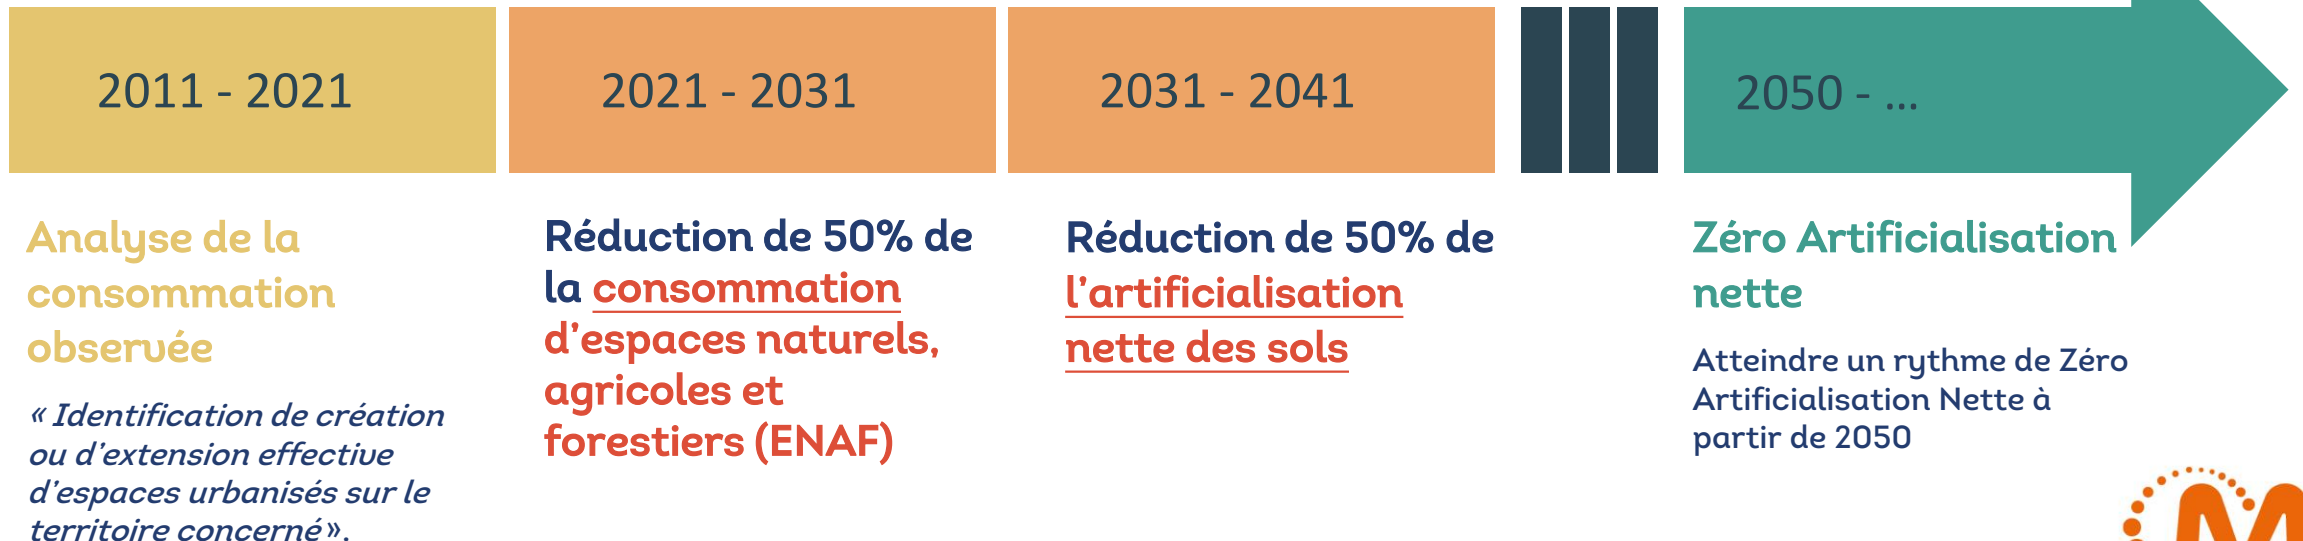 2011 - 2021
2021 - 2031
2031 - 2041
2050 - ...
Analyse de la
consommation
observée
« Identification de création
ou d'extension effective
d'espaces urbanisés sur le
territoire concerné ».
Réduction de 50% de
la consommation
d'espaces naturels,
agricoles et
forestiers (ENAF)
Réduction de 50% de
l'artificialisation
nette des sols
Zéro Artificialisation
nette
Atteindre un rythme de Zéro
Artificialisation Nette à
partir de 2050
M